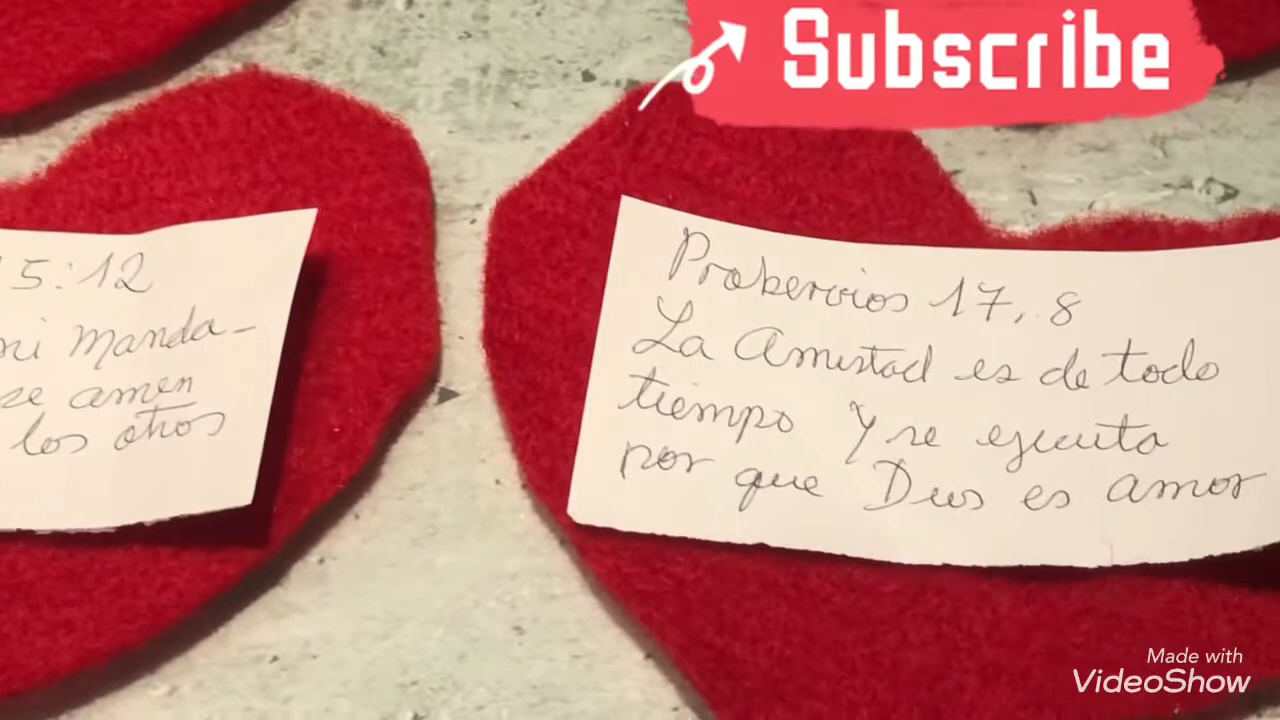 Subscribe
15:12
mi manda-
se amen
los otros
Probervios 17, 8
La Amistad es de todo
tiempo Y se ejecuta
por que Dios es amor
Made with
VideoShow